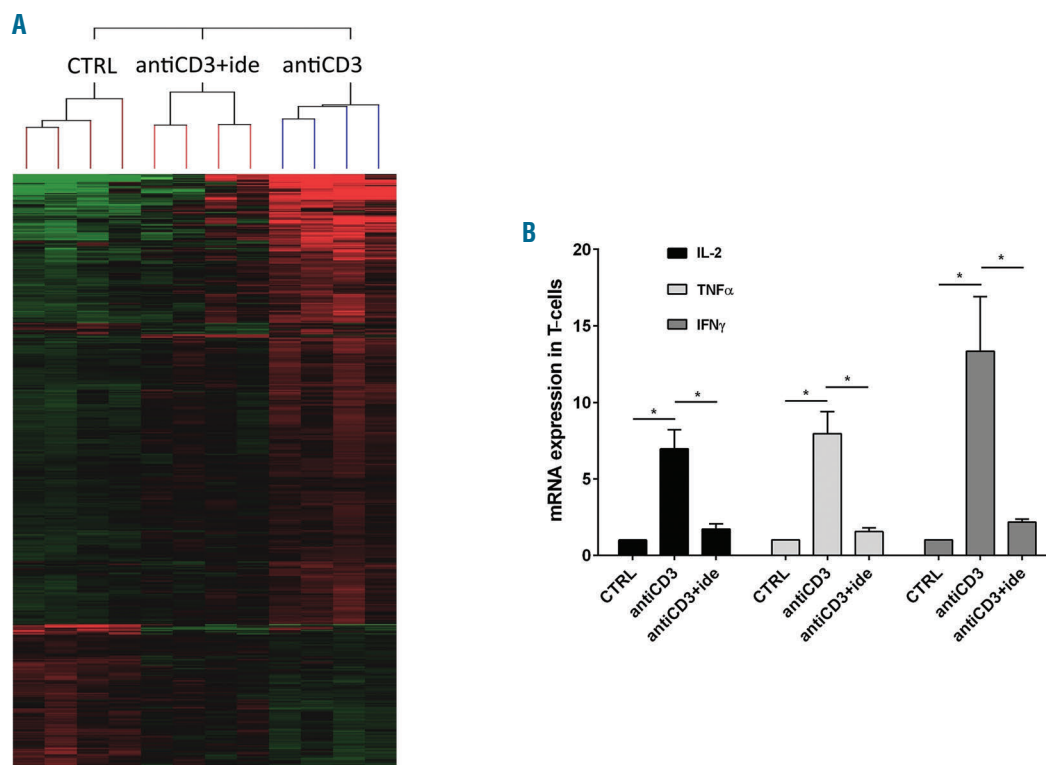 A
CTRL antiCD3+ide antiCD3
B
IL-2
TNFα
IFNγ
mRNA expression in T-cells
20
15
10
5
0
* * * * * *
CTRL antiCD3 antiCD3+ide CTRL antiCD3 antiCD3+ide CTRL antiCD3 antiCD3+ide